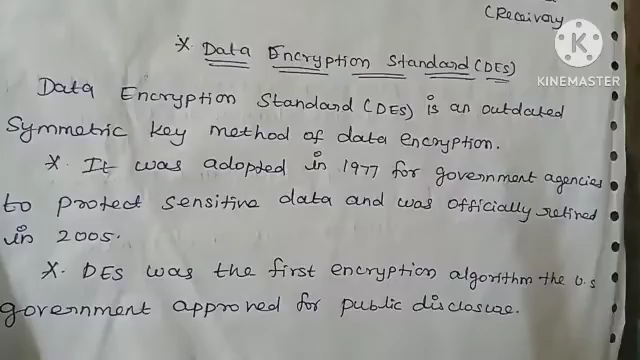 (Receivory
* Data Encryption Standard (DES)
KINEMASTER
Data Encryption Standard (DES) is an outdated
symmetric key method of data encryption.
* It was adopted in 1977 for government agencies
to protect sensitive data and was officially retired
in 2005.
* DES was the first encryption algorithm the U.S
government approved for public disclosure.